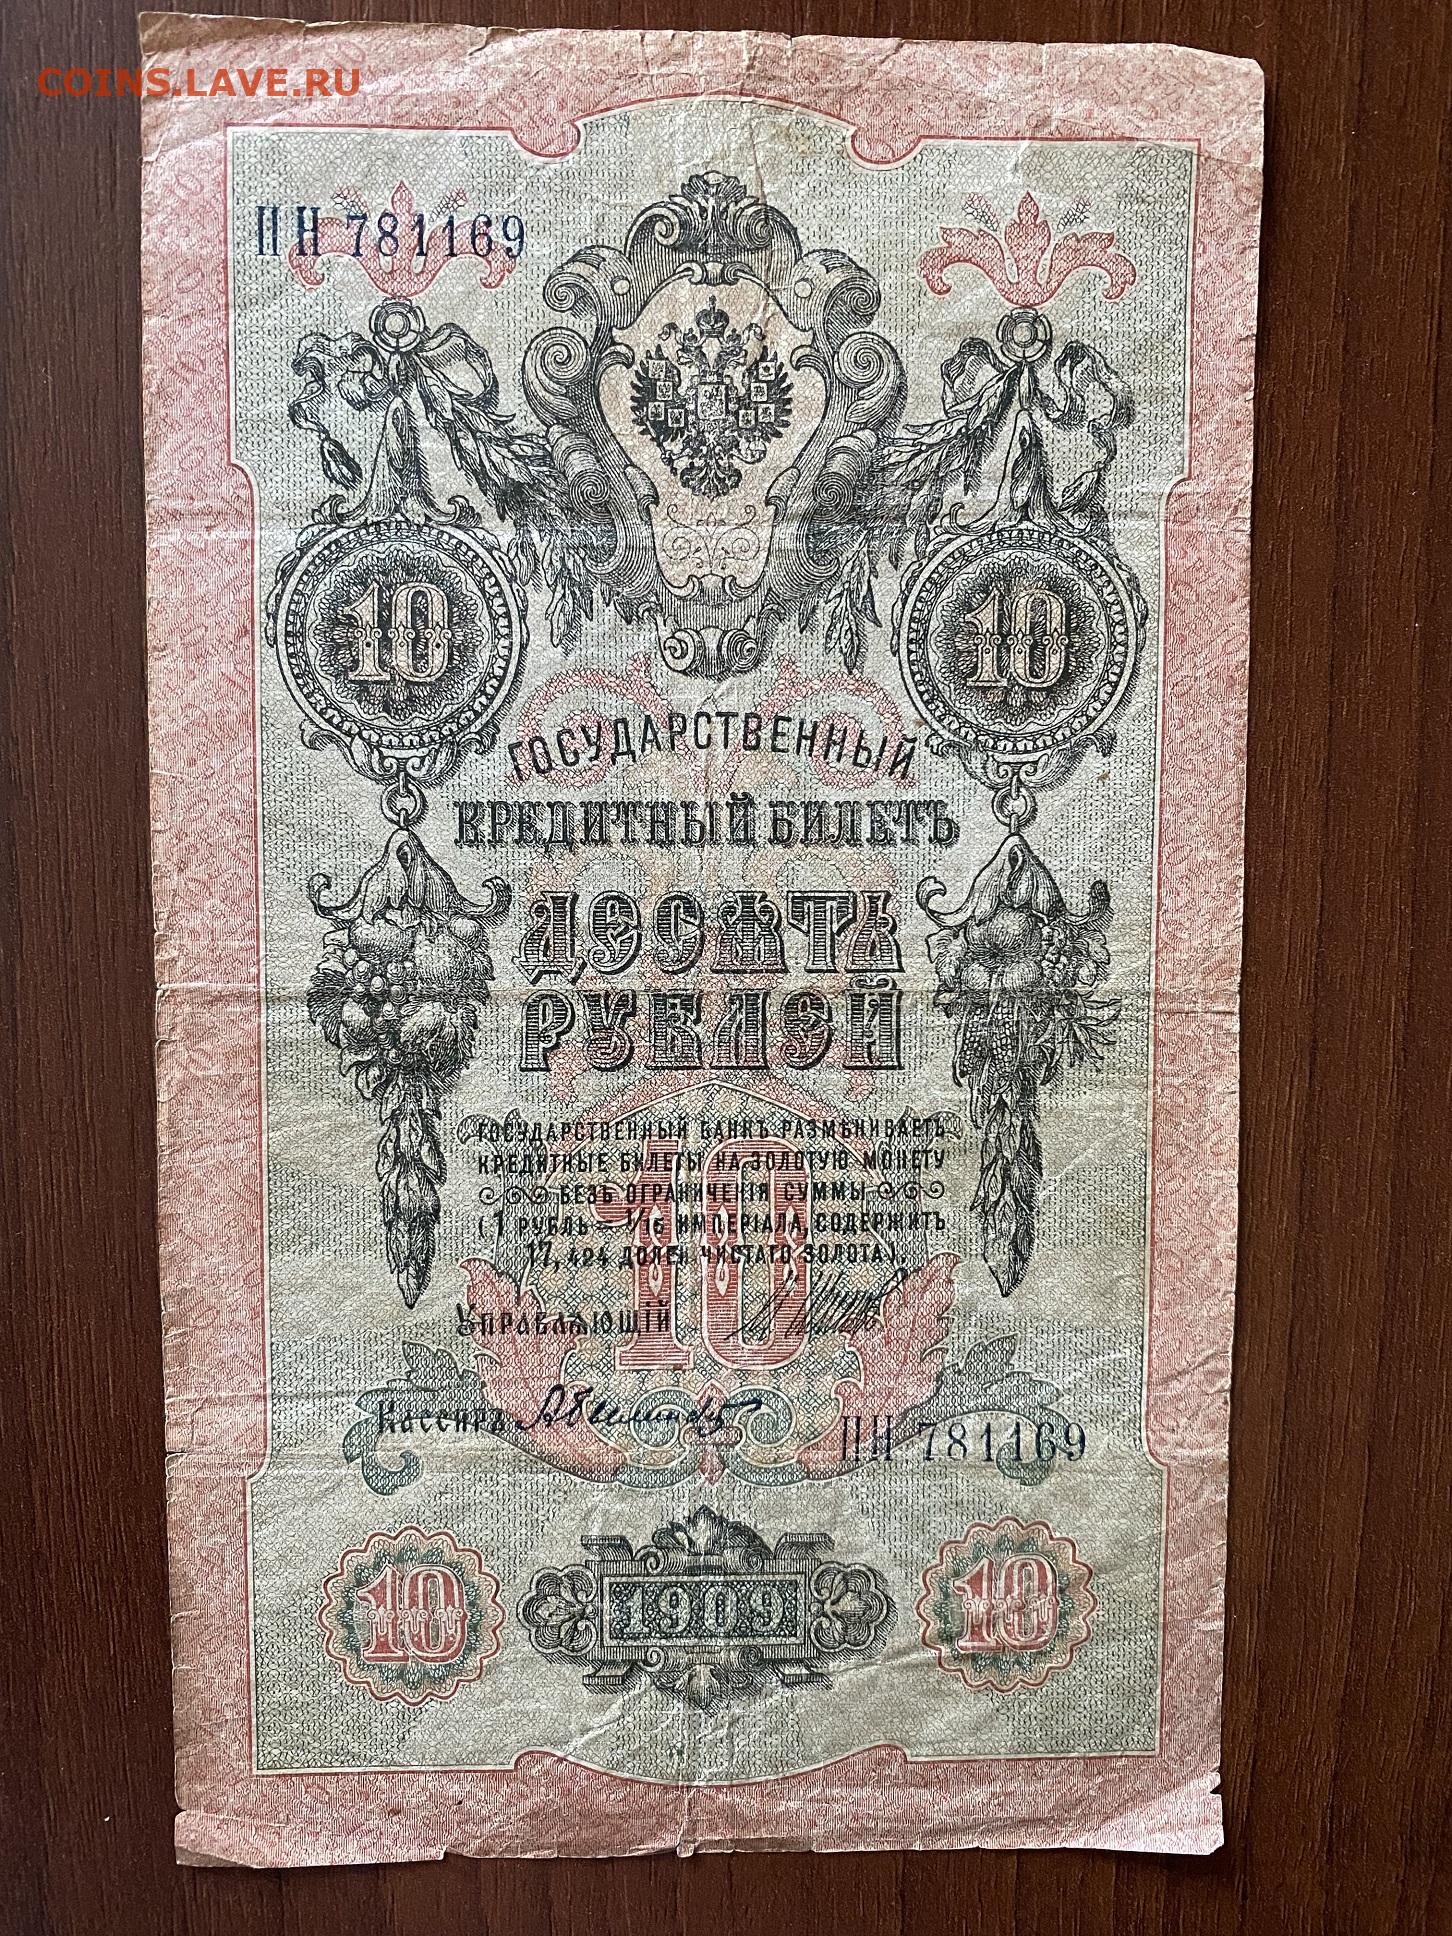 COINS.LAVE.RU
ПН 781169
10 10
ГОСУДАРСТВЕННЫЙ
КРЕДИТНЫЙ БИЛЕТЪ
ДЕСѦТЬ
РУБЛЕЙ
10
ГОСУДАРСТВЕННЫЙ БАНКЪ РАЗМѢНИВАЕТЪ
КРЕДИТНЫЕ БИЛЕТЫ НА ЗОЛОТУЮ МОНЕТУ
БЕЗЪ ОГРАНИЧЕНІЯ СУММЫ
(1 РУБЛЬ = 1/15 ИМПЕРІАЛА, СОДЕРЖИТЪ
17,424 ДОЛЕЙ ЧИСТАГО ЗОЛОТА).
УПРАВЛѦЮЩІЙ
Кассиръ
ПН 781169
10 1909 10